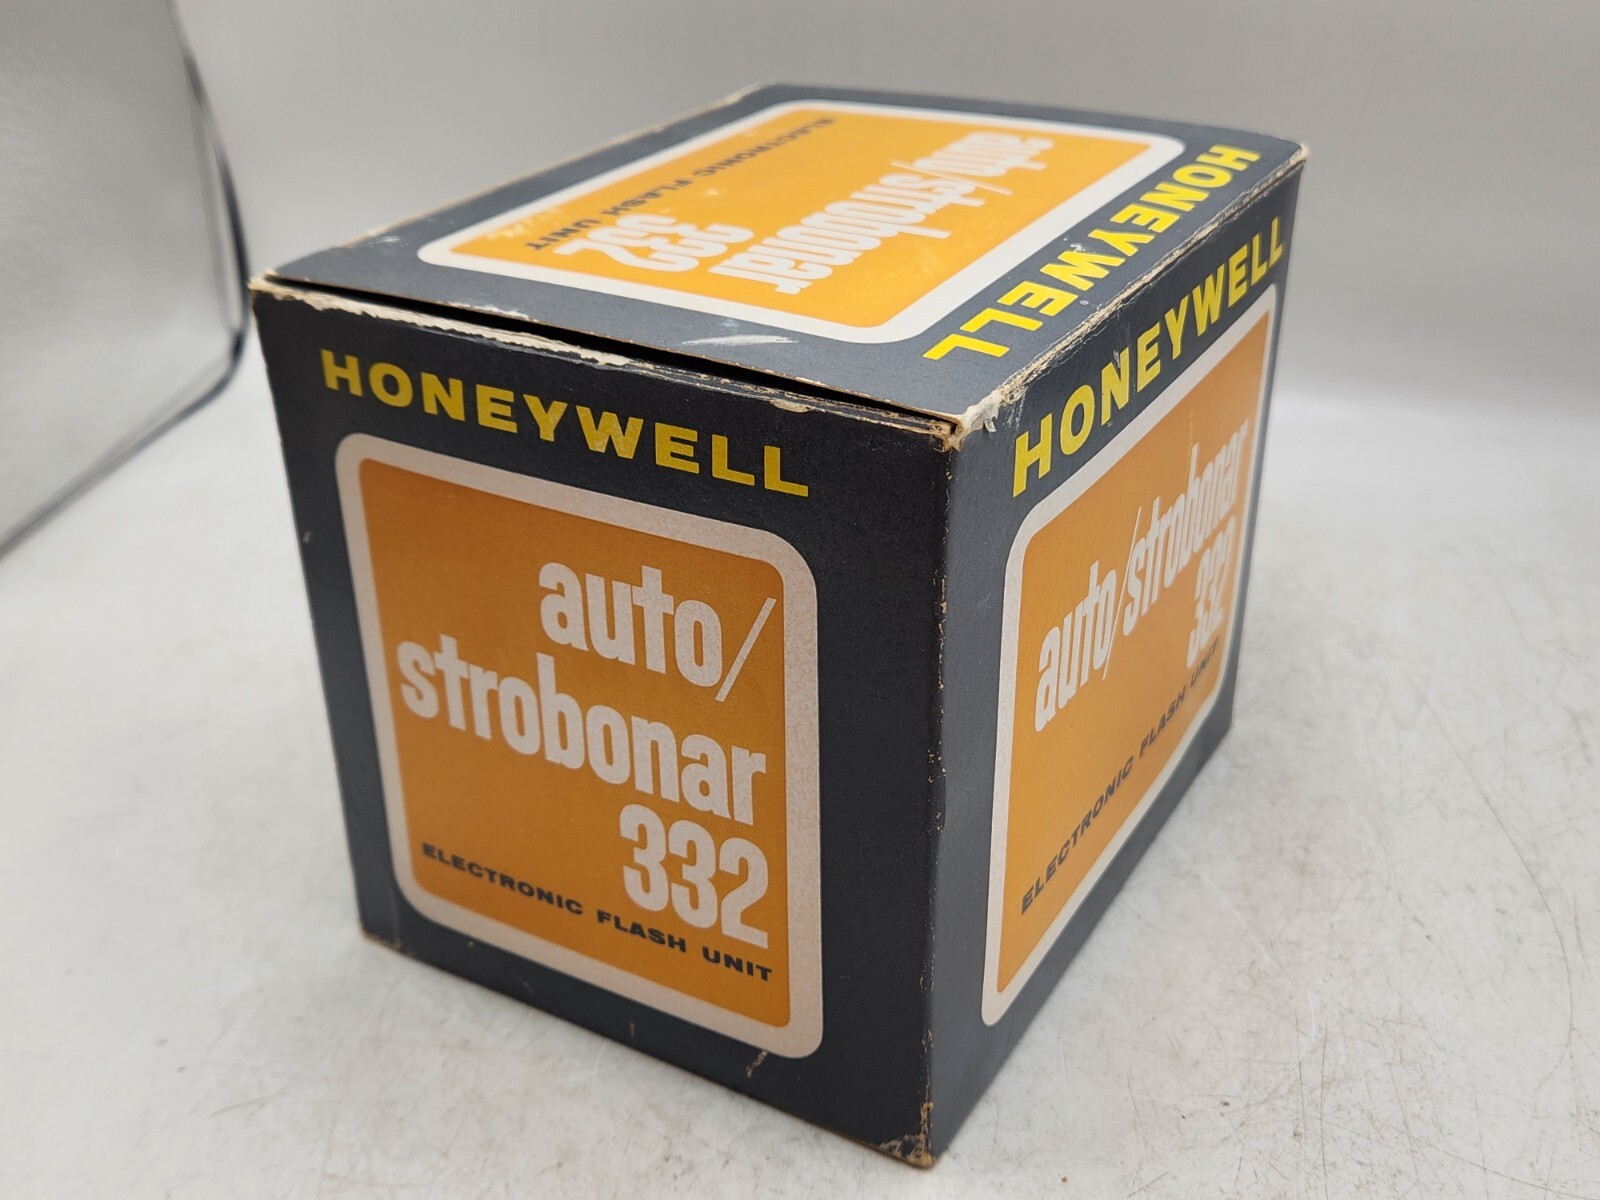 HONEYWELL
auto/strobonar
332
ELECTRONIC FLASH UNIT
HONEYWELL
auto/
strobonar
332
ELECTRONIC FLASH UNIT
HONEYWELL
auto/strobonar
332
ELECTRONIC FLASH UNIT